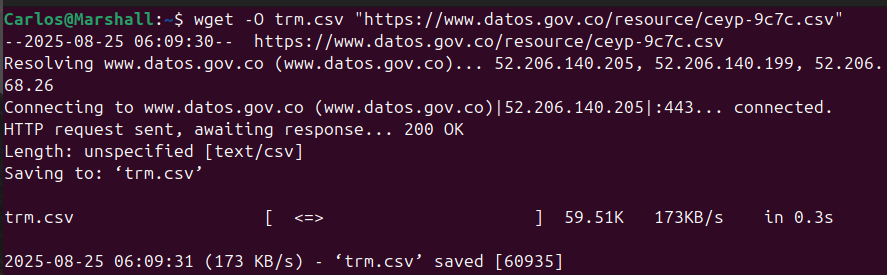 Carlos@Marshall:~$ wget -O trm.csv "https://www.datos.gov.co/resource/ceyp-9c7c.csv"
--2025-08-25 06:09:30--  https://www.datos.gov.co/resource/ceyp-9c7c.csv
Resolving www.datos.gov.co (www.datos.gov.co)... 52.206.140.205, 52.206.140.199, 52.206.
68.26
Connecting to www.datos.gov.co (www.datos.gov.co)|52.206.140.205|:443... connected.
HTTP request sent, awaiting response... 200 OK
Length: unspecified [text/csv]
Saving to: ‘trm.csv’
trm.csv                 [  <=>                   ]  59.51K   173KB/s    in 0.3s
2025-08-25 06:09:31 (173 KB/s) - ‘trm.csv’ saved [60935]